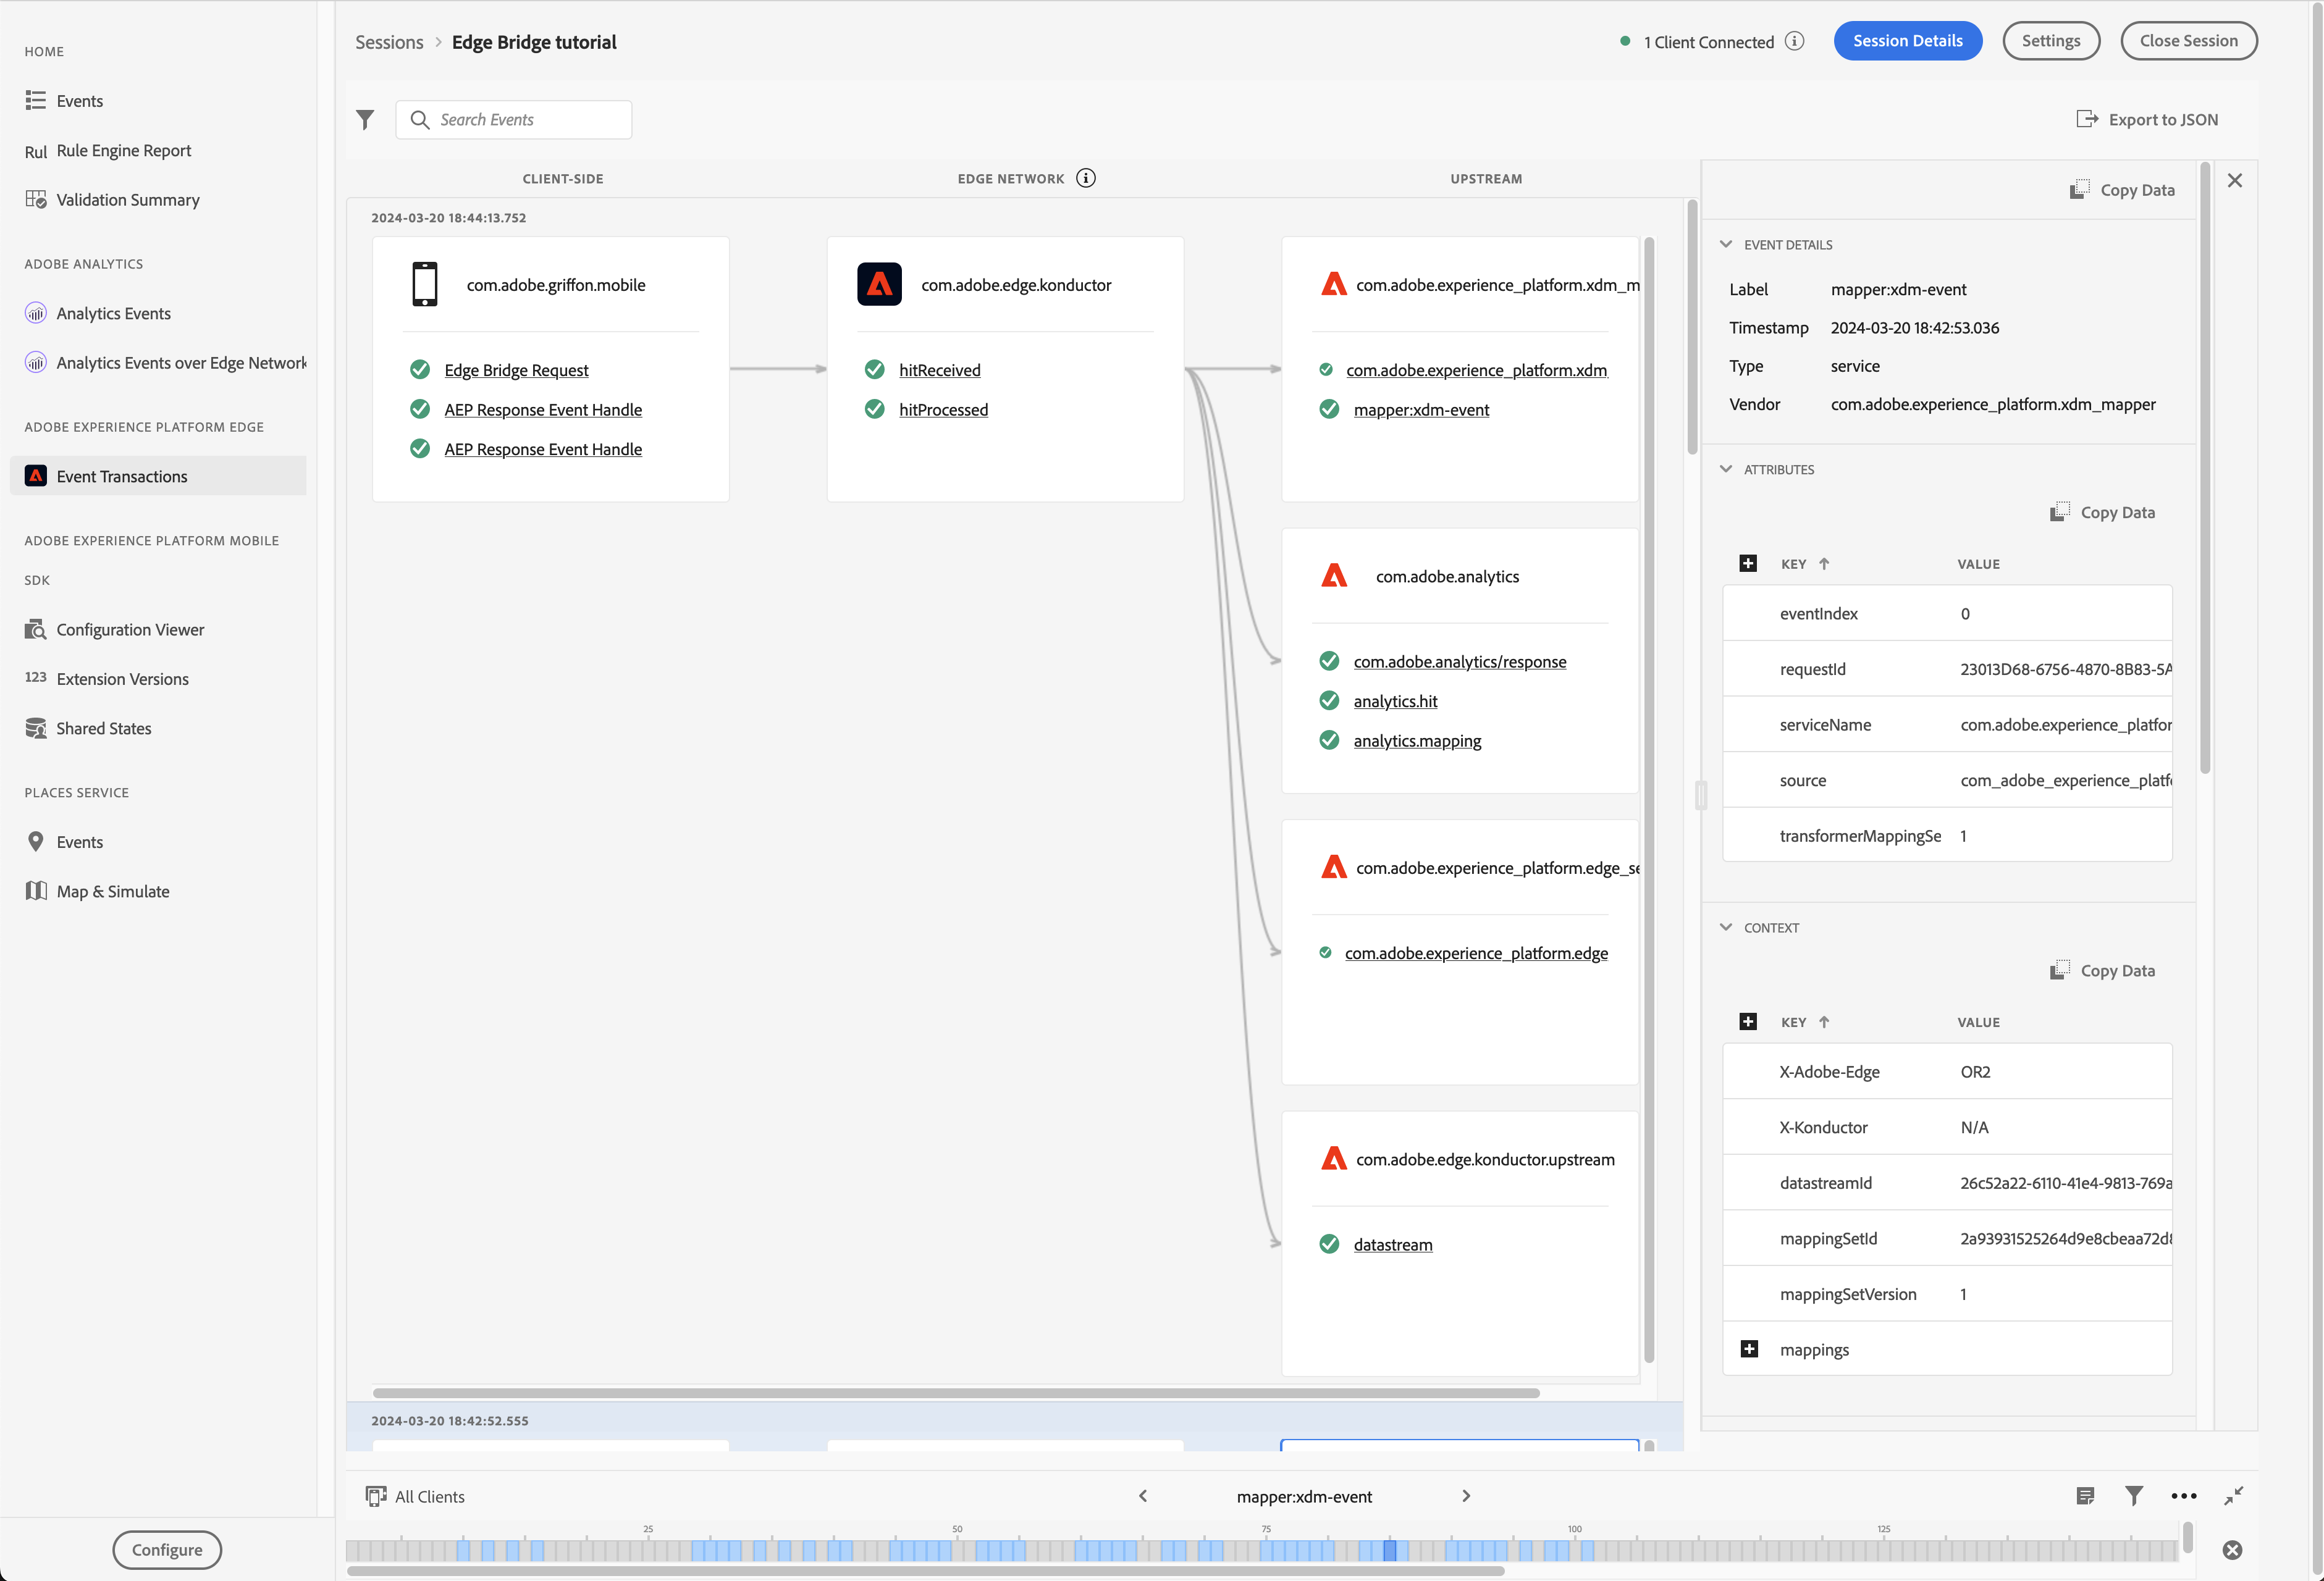 HOME
Events
Rul Rule Engine Report
Validation Summary
ADOBE ANALYTICS
Analytics Events
Analytics Events over Edge Network
ADOBE EXPERIENCE PLATFORM EDGE
Event Transactions
ADOBE EXPERIENCE PLATFORM MOBILE
SDK
Configuration Viewer
123 Extension Versions
Shared States
PLACES SERVICE
Events
Map & Simulate
Configure
Sessions > Edge Bridge tutorial
1 Client Connected
Session Details
Settings
Close Session
Search Events
Export to JSON
CLIENT-SIDE
EDGE NETWORK
UPSTREAM
2024-03-20 18:44:13.752
com.adobe.griffon.mobile
Edge Bridge Request
AEP Response Event Handle
AEP Response Event Handle
com.adobe.edge.konductor
hitReceived
hitProcessed
com.adobe.experience_platform.xdm_m
com.adobe.experience_platform.xdm
mapper:xdm-event
com.adobe.analytics
com.adobe.analytics/response
analytics.hit
analytics.mapping
com.adobe.experience_platform.edge_se
com.adobe.experience_platform.edge
com.adobe.edge.konductor.upstream
datastream
2024-03-20 18:42:52.555
Copy Data
EVENT DETAILS
Label mapper:xdm-event
Timestamp 2024-03-20 18:42:53.036
Type service
Vendor com.adobe.experience_platform.xdm_mapper
ATTRIBUTES
Copy Data
KEY VALUE
eventIndex 0
requestId 23013D68-6756-4870-8B83-5A
serviceName com.adobe.experience_platfor
source com_adobe_experience_platf
transformerMappingSe 1
CONTEXT
Copy Data
KEY VALUE
X-Adobe-Edge OR2
X-Konductor N/A
datastreamId 26c52a22-6110-41e4-9813-769a
mappingSetId 2a93931525264d9e8cbeaa72d8
mappingSetVersion 1
mappings
All Clients
mapper:xdm-event
25 50 75 100 125